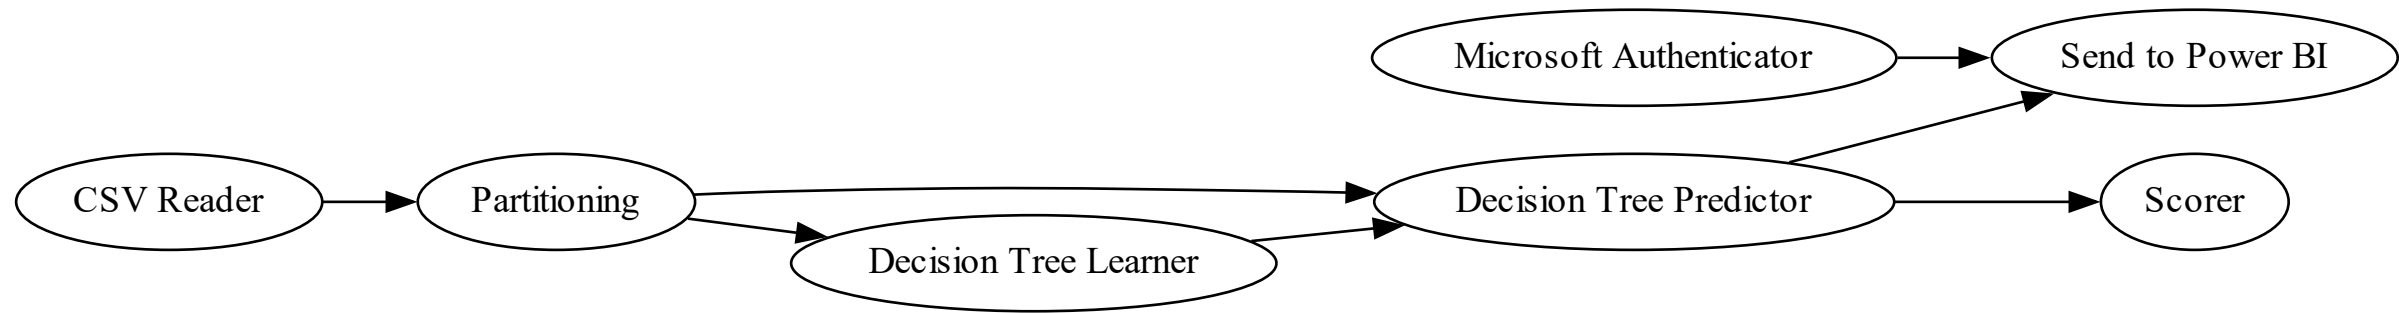 Microsoft Authenticator
Send to Power BI
CSV Reader
Partitioning
Decision Tree Predictor
Scorer
Decision Tree Learner